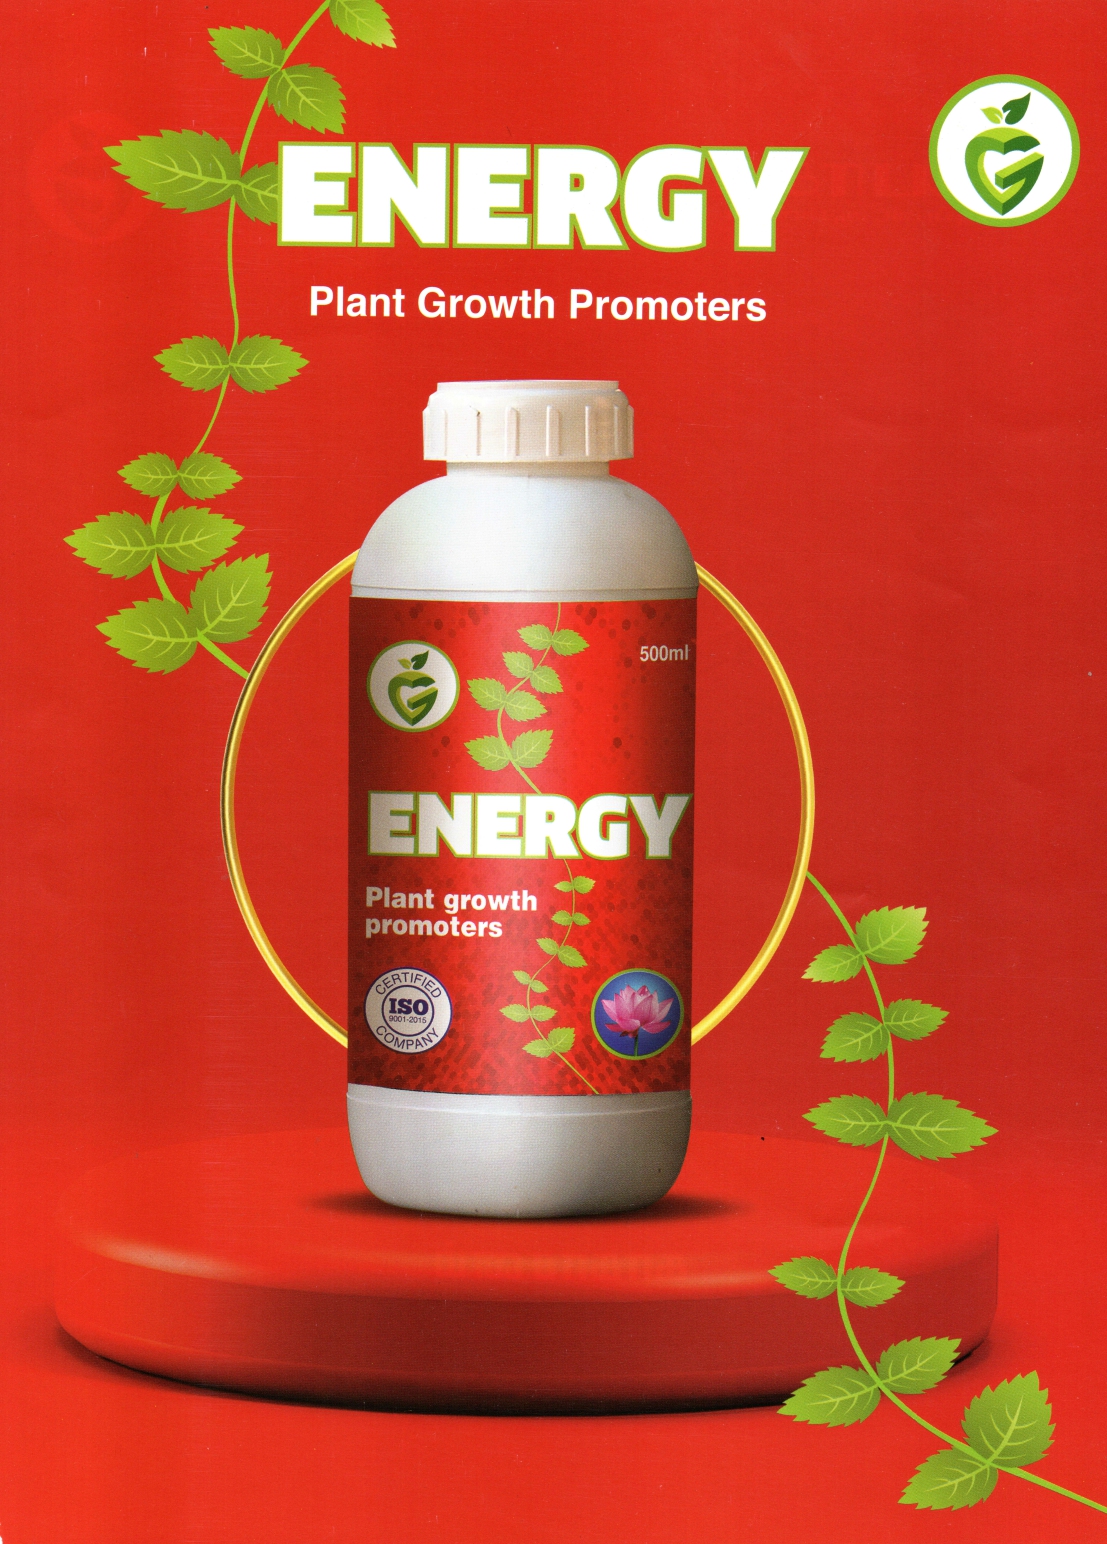 ENERGY
Plant Growth Promoters
500ml
ENERGY
Plant growth
promoters
CERTIFIED
ISO
9001-2015
COMPANY